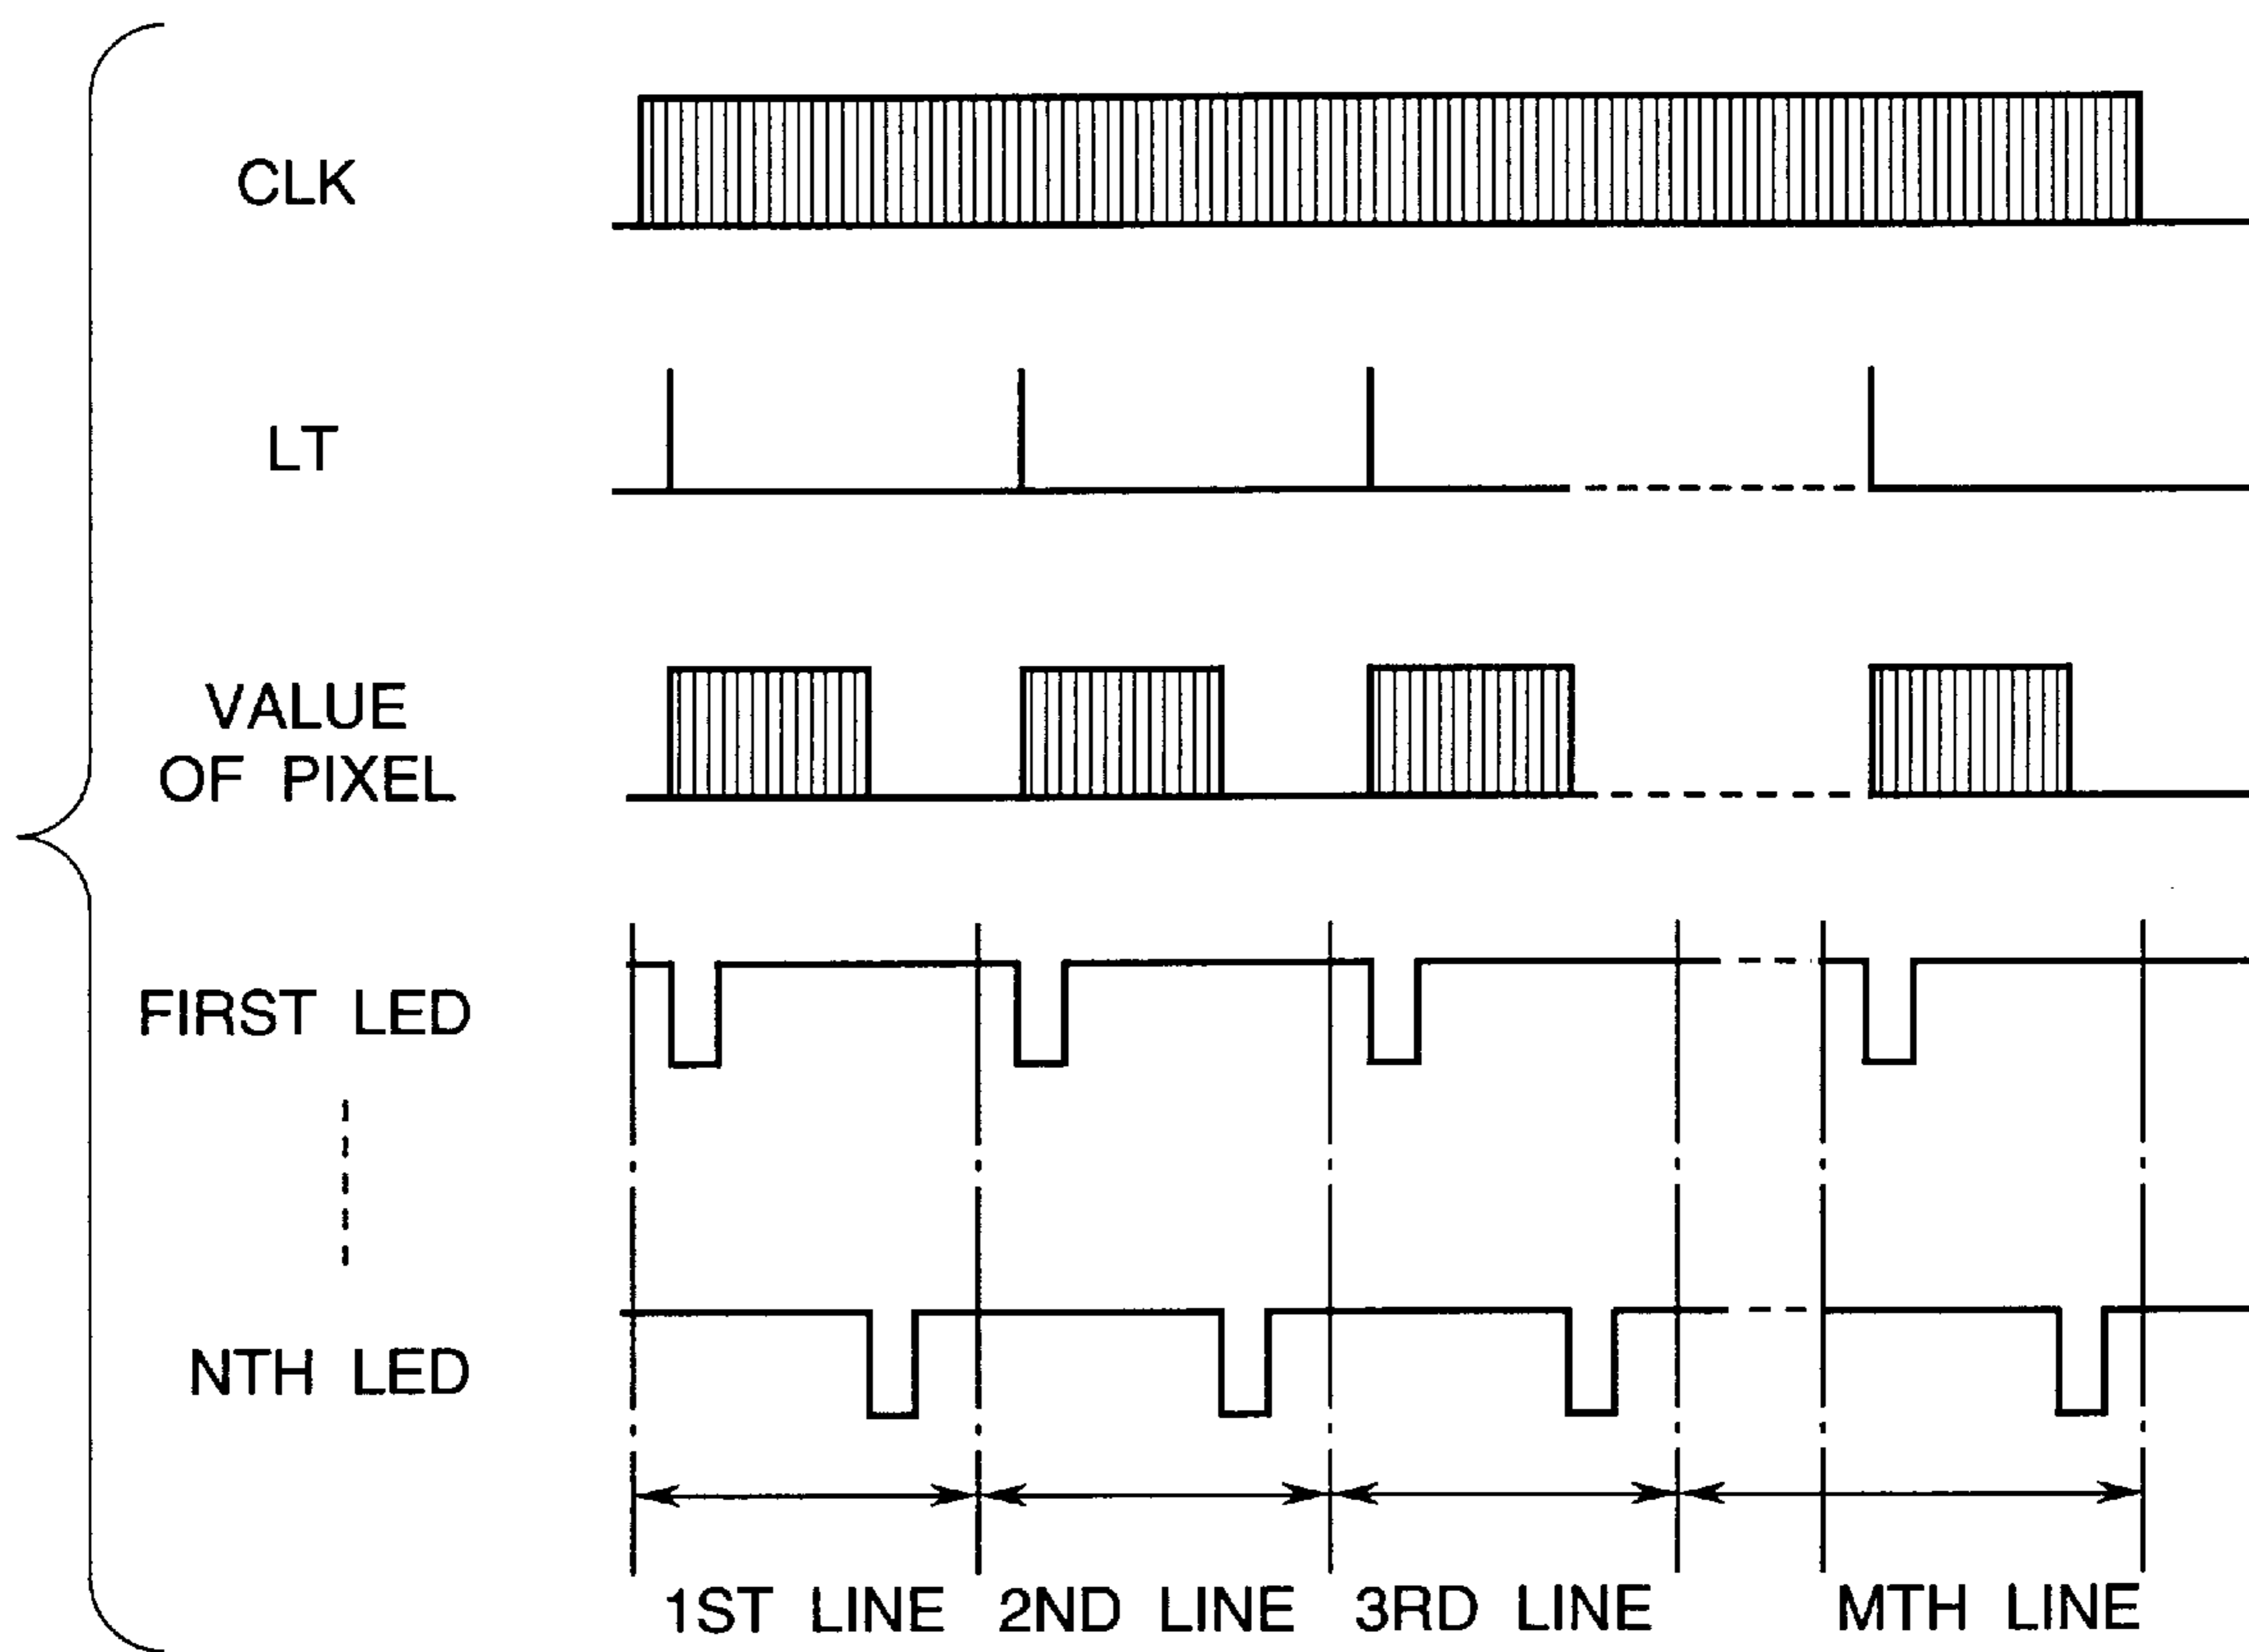 CLK
LT
VALUE
OF PIXEL
FIRST LED
NTH LED
1ST LINE 2ND LINE 3RD LINE MTH LINE